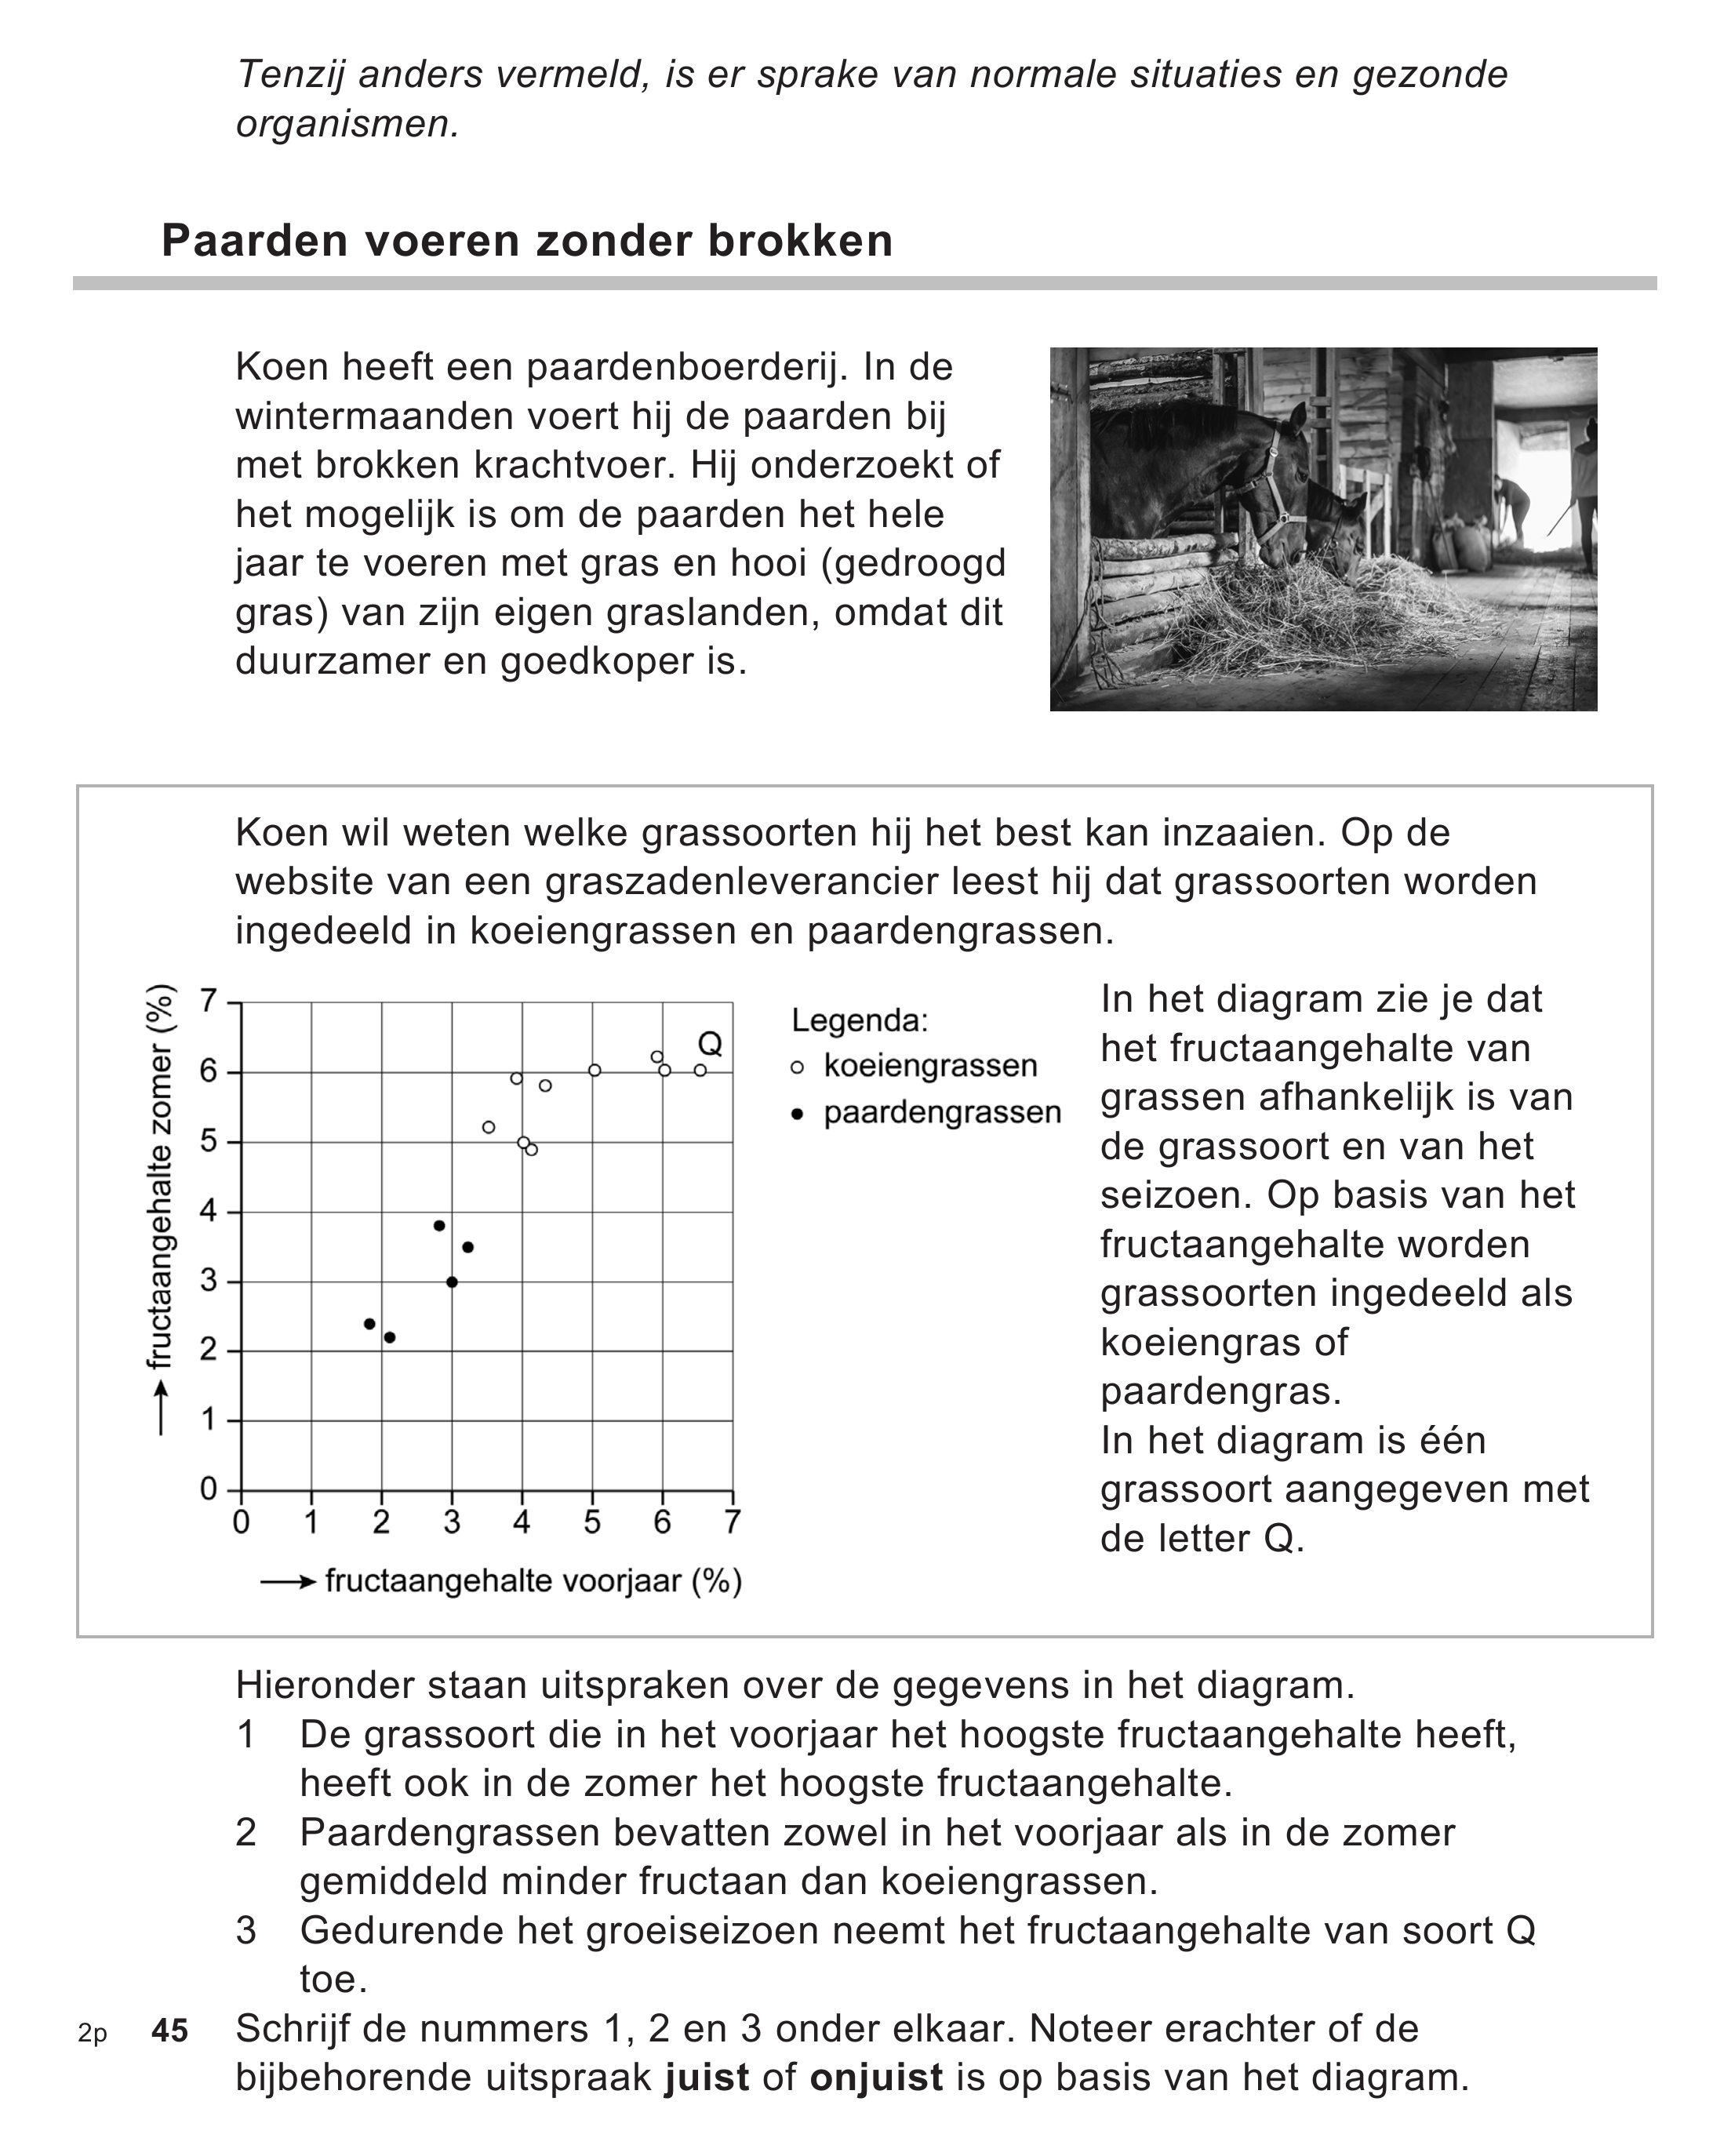 Tenzij anders vermeld, is er sprake van normale situaties en gezonde
organismen.
Paarden voeren zonder brokken
Koen heeft een paardenboerderij. In de
wintermaanden voert hij de paarden bij
met brokken krachtvoer. Hij onderzoekt of
het mogelijk is om de paarden het hele
jaar te voeren met gras en hooi (gedroogd
gras) van zijn eigen graslanden, omdat dit
duurzamer en goedkoper is.
Koen wil weten welke grassoorten hij het best kan inzaaien. Op de
website van een graszadenleverancier leest hij dat grassoorten worden
ingedeeld in koeiengrassen en paardengrassen.
fructaangehalte zomer (%)
7
6
5
4
3
2
1
0
Q
0 1 2 3 4 5 6 7
fructaangehalte voorjaar (%)
Legenda:
koeiengrassen
paardengrassen
In het diagram zie je dat
het fructaangehalte van
grassen afhankelijk is van
de grassoort en van het
seizoen. Op basis van het
fructaangehalte worden
grassoorten ingedeeld als
koeiengras of
paardengras.
In het diagram is één
grassoort aangegeven met
de letter Q.
Hieronder staan uitspraken over de gegevens in het diagram.
1 De grassoort die in het voorjaar het hoogste fructaangehalte heeft,
heeft ook in de zomer het hoogste fructaangehalte.
2 Paardengrassen bevatten zowel in het voorjaar als in de zomer
gemiddeld minder fructaan dan koeiengrassen.
3 Gedurende het groeiseizoen neemt het fructaangehalte van soort Q
toe.
2p 45 Schrijf de nummers 1, 2 en 3 onder elkaar. Noteer erachter of de
bijbehorende uitspraak juist of onjuist is op basis van het diagram.